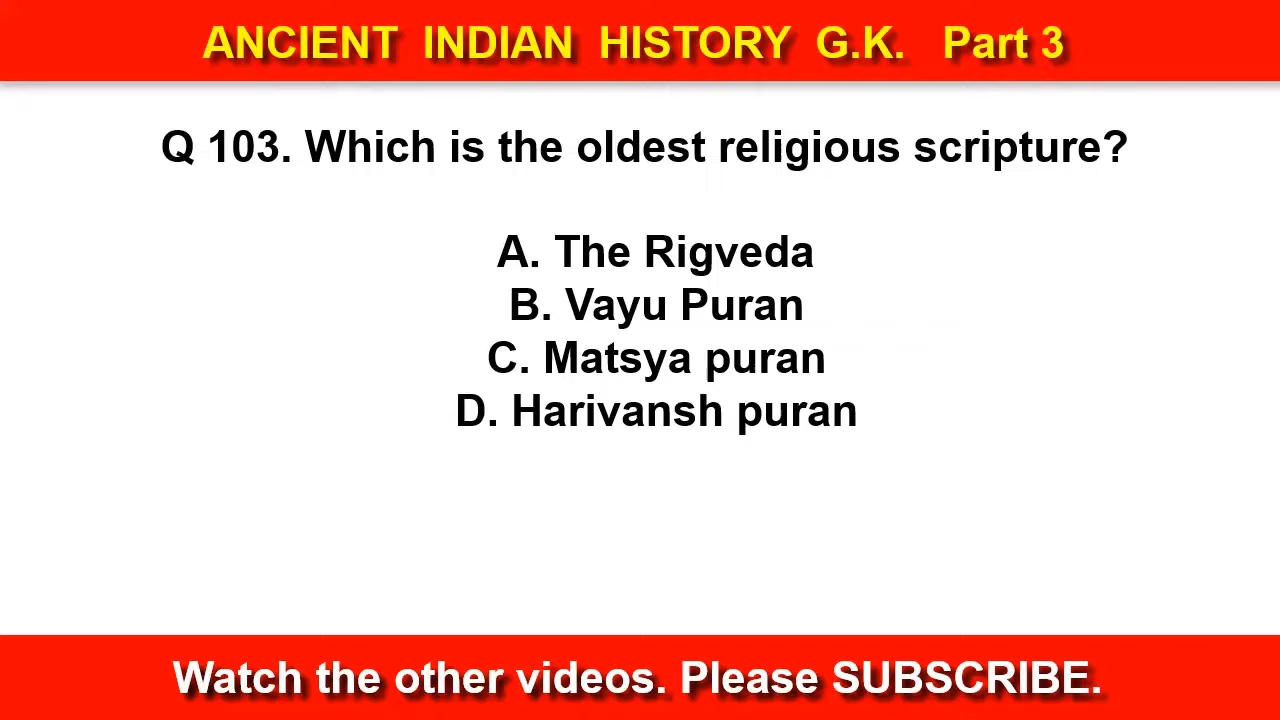 ANCIENT INDIAN HISTORY G.K. Part 3
Q 103. Which is the oldest religious scripture?
A. The Rigveda
B. Vayu Puran
C. Matsya puran
D. Harivansh puran
Watch the other videos. Please SUBSCRIBE.